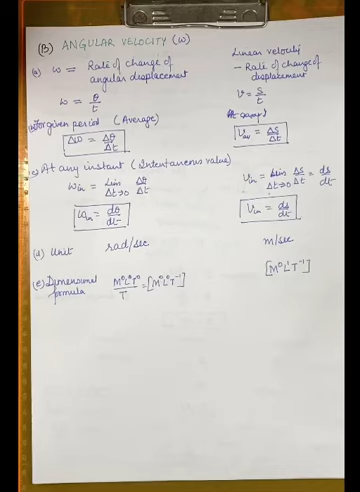 (B) ANGULAR VELOCITY (ω)
Linear velocity
(a) ω = Rate of change of angular displacement
- Rate of change of displacement
ω = θ/t
V = S/t
(b) For given period (Average)
Δω = Δθ/Δt
Vav = ΔS/Δt
(c) At any instant (Intentaneous value)
ωin = Lim Δt→0 Δθ/Δt
Vin = Lim Δt→0 ΔS/Δt = ds/dt
ωin = dθ/dt
Vin = ds/dt
(d) Unit rad/sec
m/sec
(e) Dimensional formula M⁰L⁰T⁰/T = [M⁰L⁰T⁻¹]
[M⁰L¹T⁻¹]